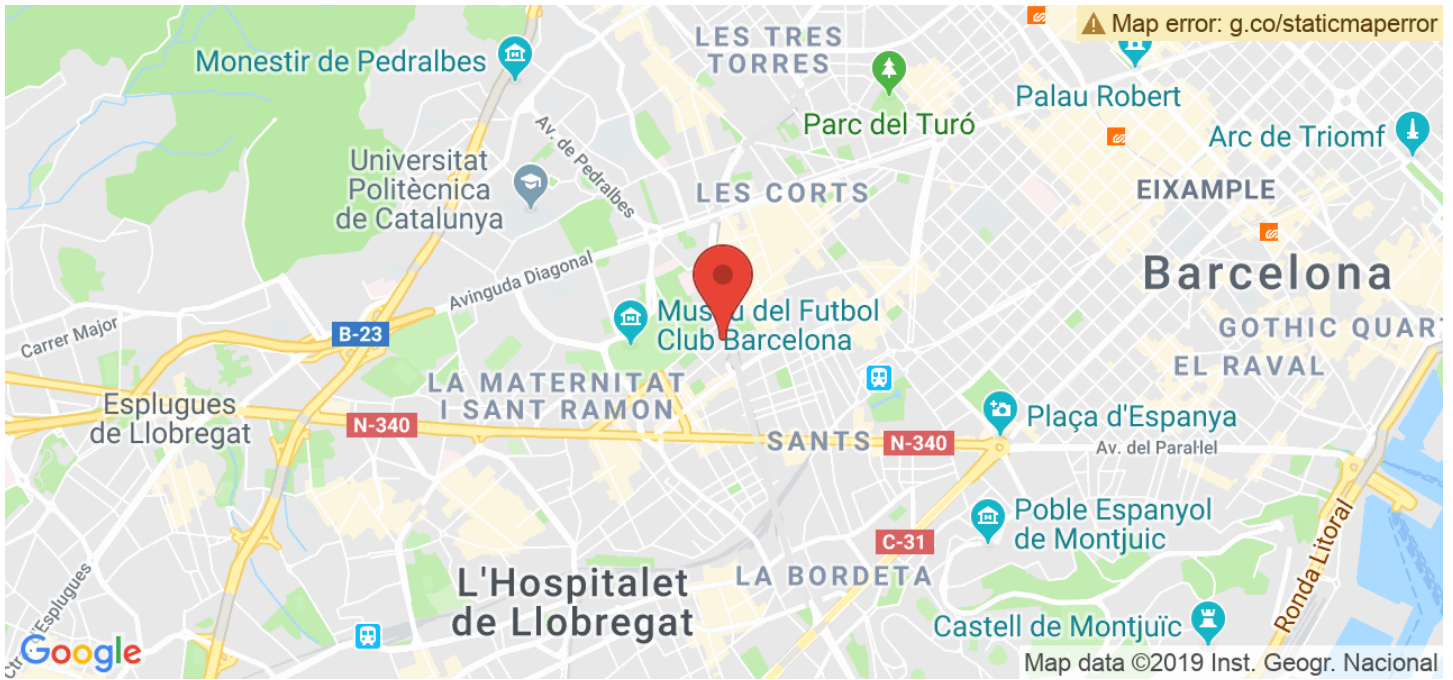 Map error: g.co/staticmaperror
LES TRES
TORRES
Monestir de Pedralbes
Palau Robert
Parc del Turó
Arc de Triomf
Av. de Pedralbes
Universitat
Politècnica
de Catalunya
LES CORTS
EIXAMPLE
Avinguda Diagonal
Barcelona
Carrer Major
B-23
Museu del Futbol
Club Barcelona
GOTHIC QUART
EL RAVAL
LA MATERNITAT
I SANT RAMON
Esplugues
de Llobregat
N-340
SANTS
N-340
Plaça d'Espanya
Av. del Paral·lel
Poble Espanyol
de Montjuic
C-31
Ronda Litoral
L'Hospitalet
de Llobregat
LA BORDETA
Castell de Montjuïc
d'Esplugues
Google
Map data ©2019 Inst. Geogr. Nacional